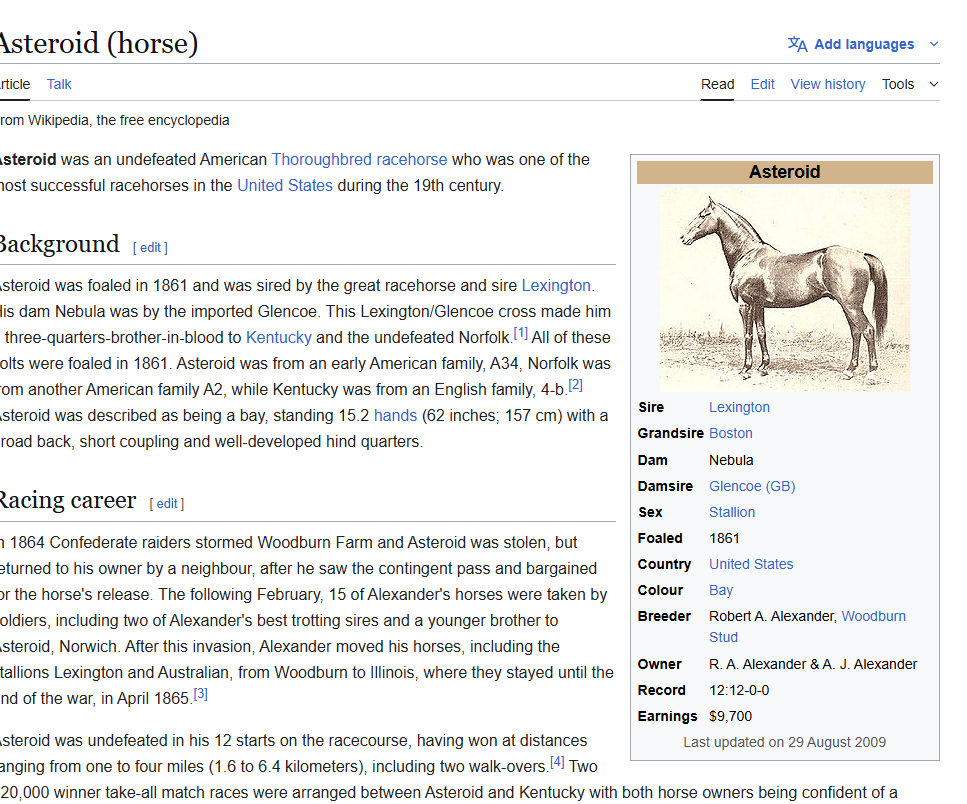 Asteroid (horse)
Add languages
Article Talk
Read Edit View history Tools
From Wikipedia, the free encyclopedia
Asteroid was an undefeated American Thoroughbred racehorse who was one of the
most successful racehorses in the United States during the 19th century.
Background [ edit ]
Asteroid was foaled in 1861 and was sired by the great racehorse and sire Lexington.
His dam Nebula was by the imported Glencoe. This Lexington/Glencoe cross made him
three-quarters-brother-in-blood to Kentucky and the undefeated Norfolk.[1] All of these
colts were foaled in 1861. Asteroid was from an early American family, A34, Norfolk was
from another American family A2, while Kentucky was from an English family, 4-b.[2]
Asteroid was described as being a bay, standing 15.2 hands (62 inches; 157 cm) with a
broad back, short coupling and well-developed hind quarters.
Racing career [ edit ]
In 1864 Confederate raiders stormed Woodburn Farm and Asteroid was stolen, but
returned to his owner by a neighbour, after he saw the contingent pass and bargained
for the horse's release. The following February, 15 of Alexander's horses were taken by
soldiers, including two of Alexander's best trotting sires and a younger brother to
Asteroid, Norwich. After this invasion, Alexander moved his horses, including the
stallions Lexington and Australian, from Woodburn to Illinois, where they stayed until the
end of the war, in April 1865.[3]
Asteroid was undefeated in his 12 starts on the racecourse, having won at distances
ranging from one to four miles (1.6 to 6.4 kilometers), including two walk-overs.[4] Two
20,000 winner take-all match races were arranged between Asteroid and Kentucky with both horse owners being confident of a
Asteroid
Sire Lexington
Grandsire Boston
Dam Nebula
Damsire Glencoe (GB)
Sex Stallion
Foaled 1861
Country United States
Colour Bay
Breeder Robert A. Alexander, Woodburn
Stud
Owner R. A. Alexander & A. J. Alexander
Record 12:12-0-0
Earnings $9,700
Last updated on 29 August 2009